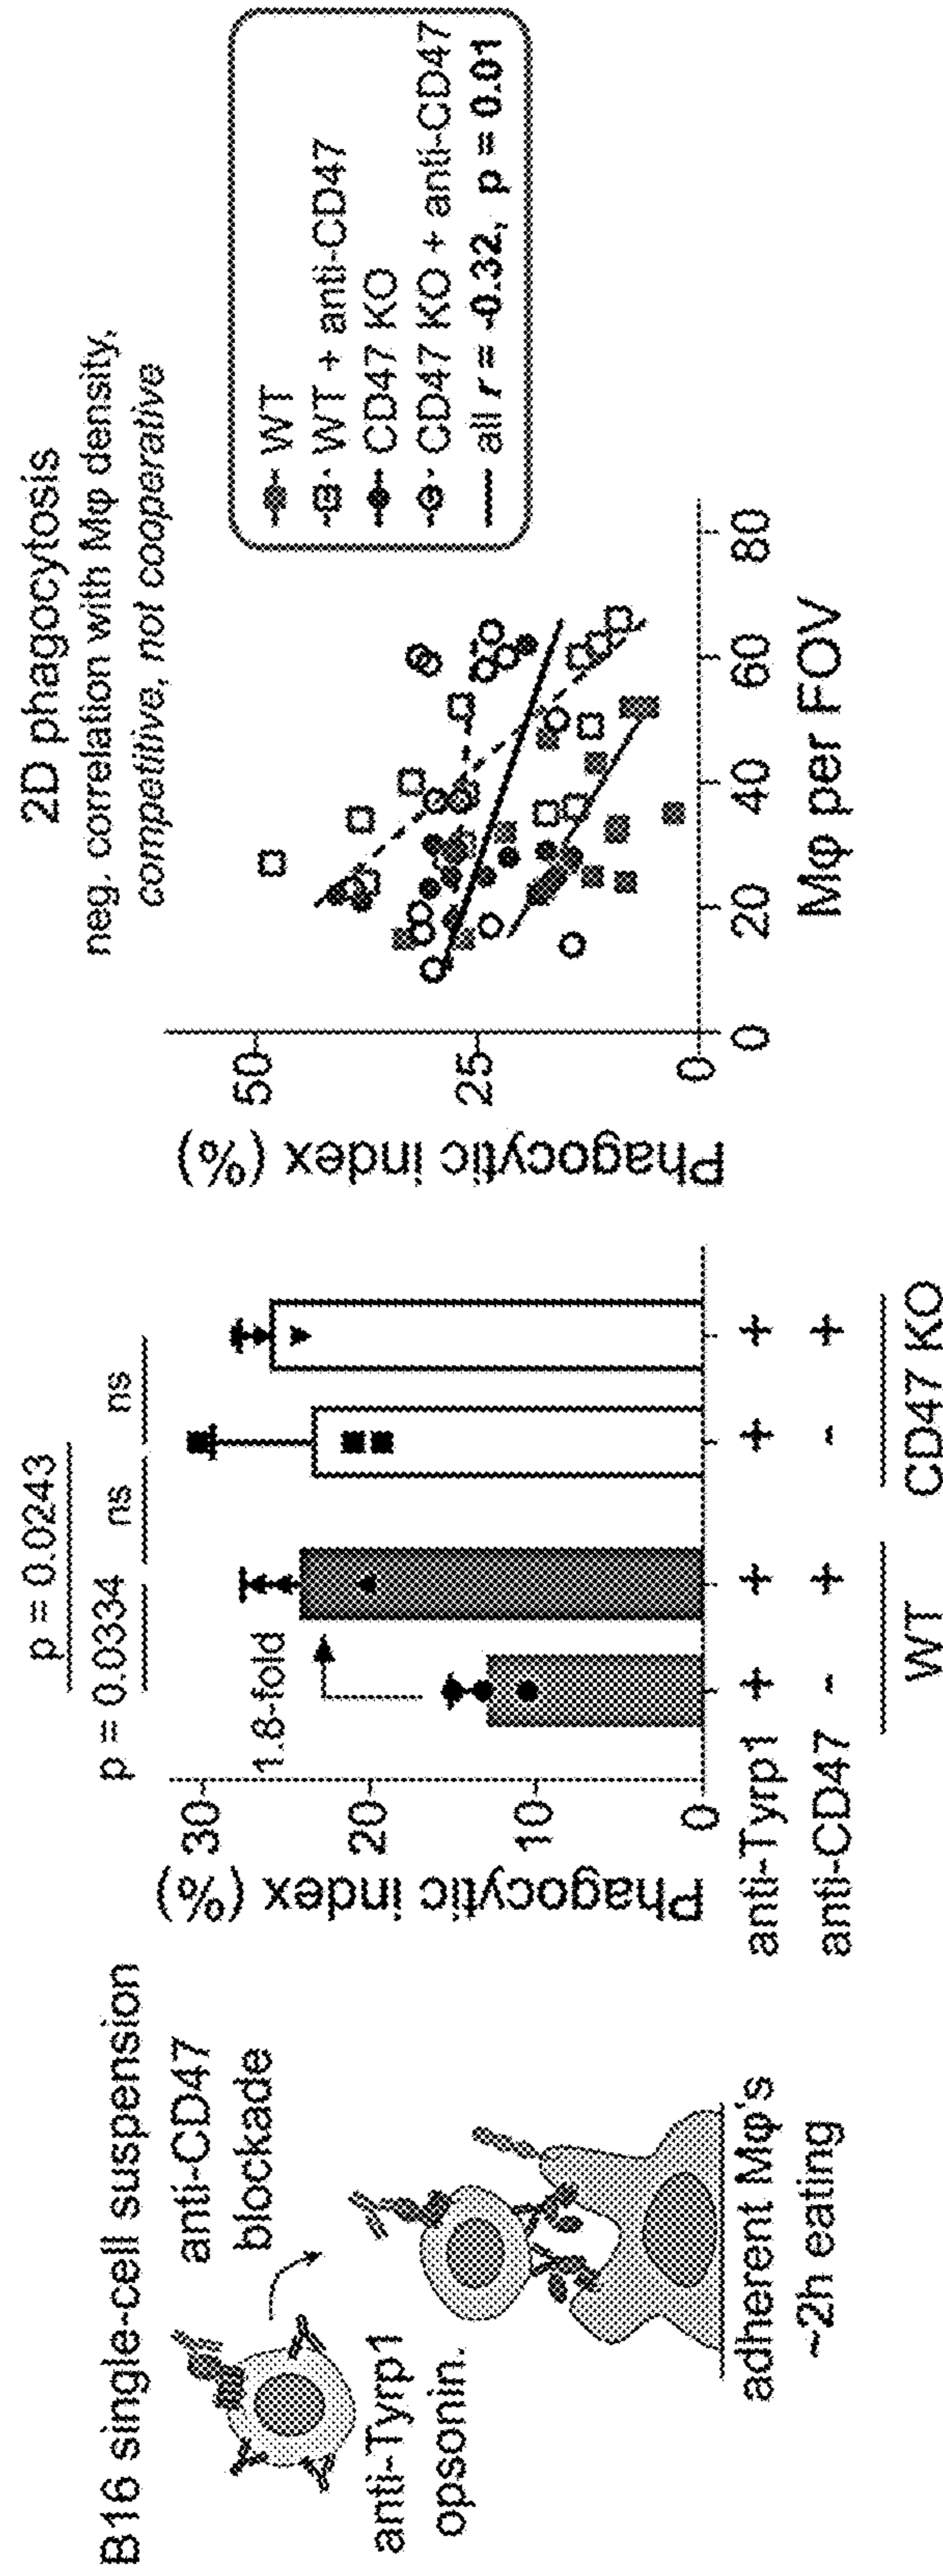 B16 single-cell suspension
anti-CD47
blockade
anti-Tyrp1
opsonin.
adherent Mφ's
~2h eating
p = 0.0243
p = 0.0334
ns
ns
1.8-fold
Phagocytic index (%)
30
20
10
0
anti-Tyrp1 + + + +
anti-CD47 - + - +
WT
CD47 KO
2D phagocytosis
neg. correlation with Mφ density,
competitive, not cooperative
Phagocytic index (%)
50
25
0
0 20 40 60 80
Mφ per FOV
WT
WT + anti-CD47
CD47 KO
CD47 KO + anti-CD47
all r = -0.32, p = 0.01